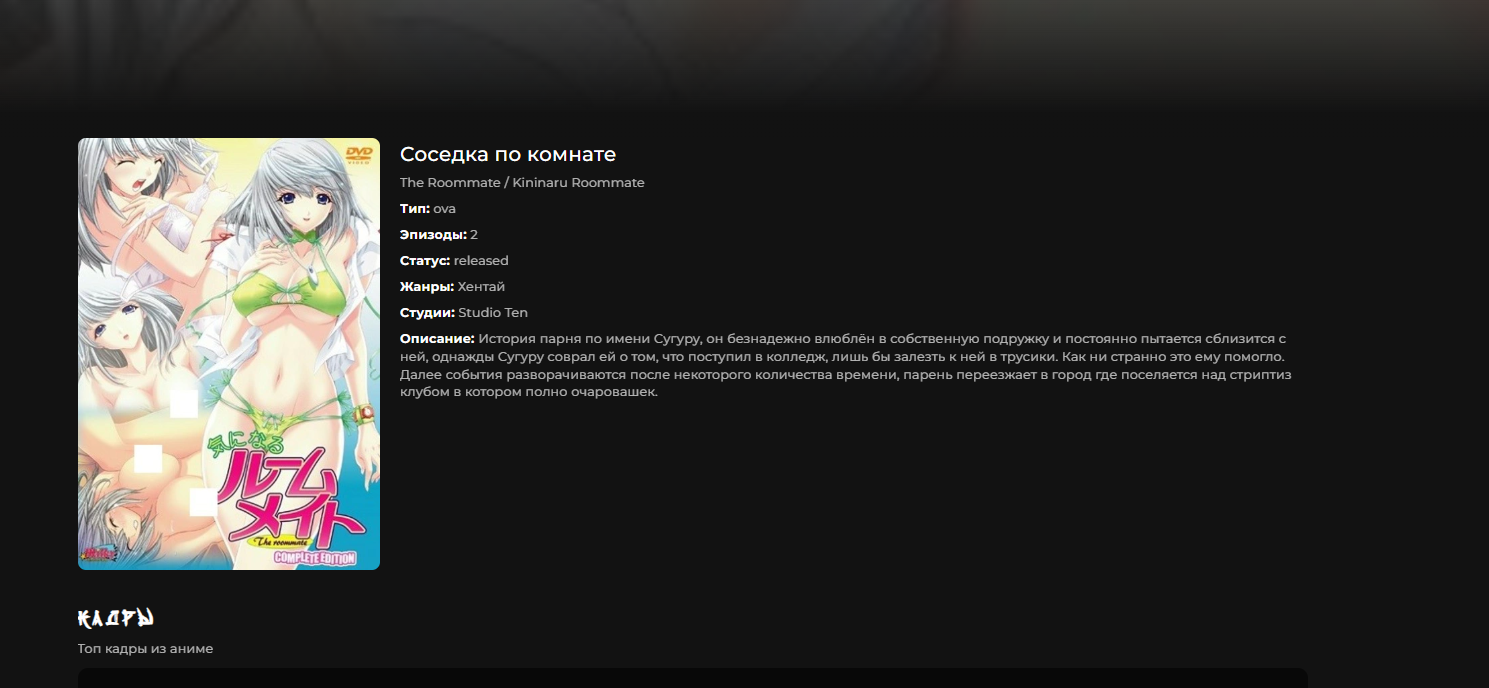 DVD
VIDEO
Соседка по комнате
The Roommate / Kininaru Roommate
Тип: ova
Эпизоды: 2
Статус: released
Жанры: Хентай
Студии: Studio Ten
Описание: История парня по имени Сугуру, он безнадежно влюблён в собственную подружку и постоянно пытается сблизится с
ней, однажды Сугуру соврал ей о том, что поступил в колледж, лишь бы залезть к ней в трусики. Как ни странно это ему помогло.
Далее события разворачиваются после некоторого количества времени, парень переезжает в город где поселяется над стриптиз
клубом в котором полно очаровашек.
気になる
ルーム
メイト
The roommate
COMPLETE EDITION
КАДРЫ
Топ кадры из аниме